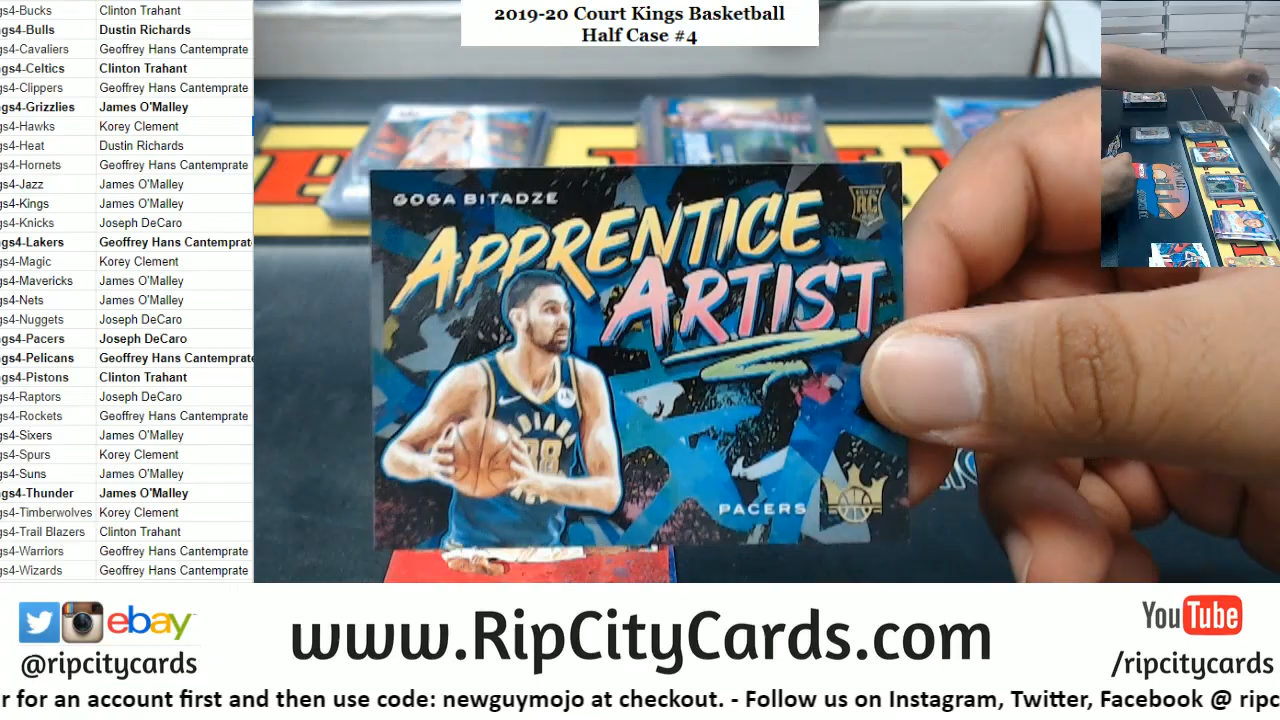 2019-20 Court Kings Basketball
Half Case #4
gs4-Bucks Clinton Trahant
gs4-Bulls Dustin Richards
gs4-Cavaliers Geoffrey Hans Cantemprate
ngs4-Celtics Clinton Trahant
gs4-Clippers Geoffrey Hans Cantemprate
ngs4-Grizzlies James O'Malley
gs4-Hawks Korey Clement
gs4-Heat Dustin Richards
gs4-Hornets Geoffrey Hans Cantemprate
gs4-Jazz James O'Malley
gs4-Kings James O'Malley
gs4-Knicks Joseph DeCaro
ngs4-Lakers Geoffrey Hans Cantemprat
gs4-Magic Korey Clement
gs4-Mavericks James O'Malley
gs4-Nets James O'Malley
gs4-Nuggets Joseph DeCaro
gs4-Pacers Joseph DeCaro
gs4-Pelicans Geoffrey Hans Cantemprate
gs4-Pistons Clinton Trahant
gs4-Raptors Joseph DeCaro
gs4-Rockets Geoffrey Hans Cantemprate
gs4-Sixers James O'Malley
gs4-Spurs Korey Clement
gs4-Suns James O'Malley
gs4-Thunder James O'Malley
gs4-Timberwolves Korey Clement
gs4-Trail Blazers Clinton Trahant
gs4-Warriors Geoffrey Hans Cantemprate
gs4-Wizards Geoffrey Hans Cantemprate
GOGA BITADZE
RC
APPRENTICE
ARTIST
INDIANA
88
PACERS
ebay
@ripcitycards
www.RipCityCards.com
YouTube
/ripcitycards
r for an account first and then use code: newguymojo at checkout. - Follow us on Instagram, Twitter, Facebook @ ripc